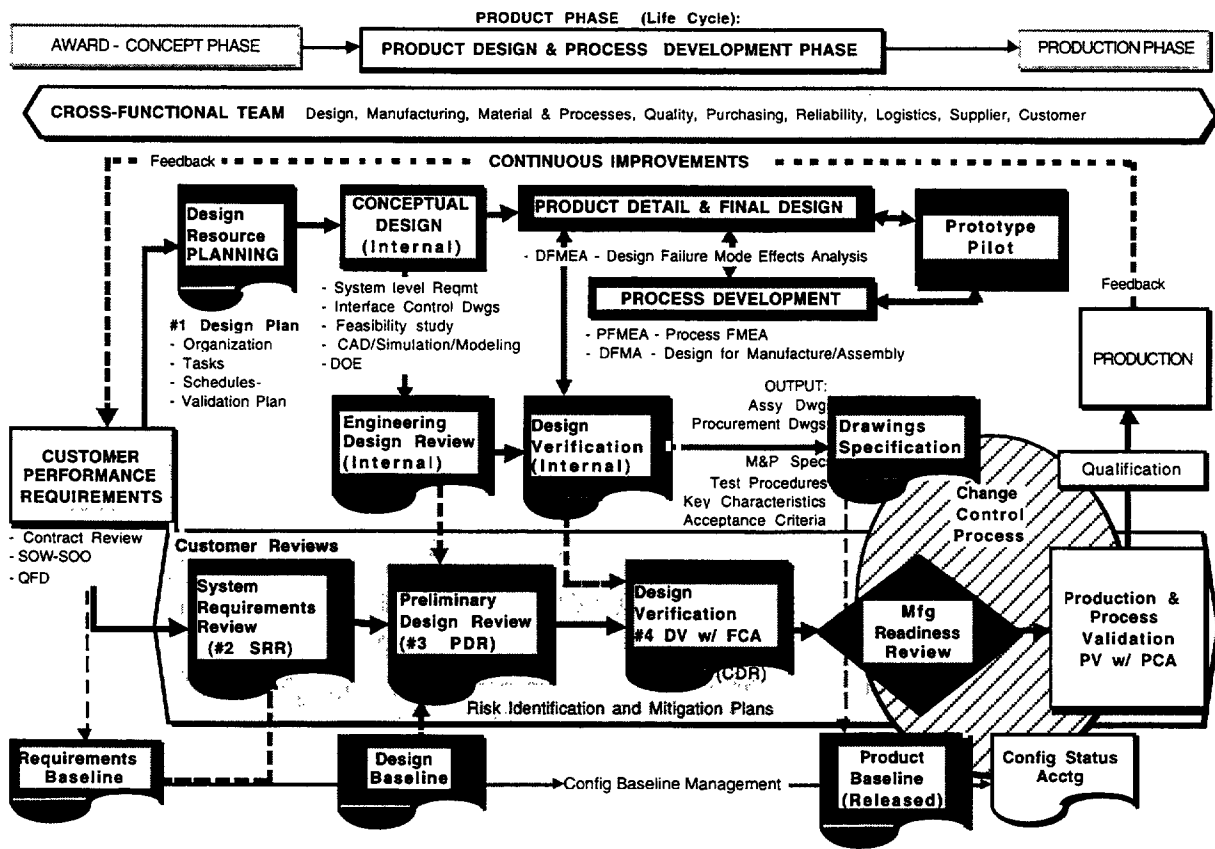 PRODUCT PHASE (Life Cycle):
AWARD - CONCEPT PHASE
PRODUCT DESIGN & PROCESS DEVELOPMENT PHASE
PRODUCTION PHASE
CROSS-FUNCTIONAL TEAM Design, Manufacturing, Material & Processes, Quality, Purchasing, Reliability, Logistics, Supplier, Customer
Feedback
CONTINUOUS IMPROVEMENTS
Design
Resource
PLANNING
CONCEPTUAL
DESIGN
(Internal)
PRODUCT DETAIL & FINAL DESIGN
Prototype
Pilot
- DFMEA - Design Failure Mode Effects Analysis
PROCESS DEVELOPMENT
- PFMEA - Process FMEA
- DFMA - Design for Manufacture/Assembly
Feedback
PRODUCTION
#1 Design Plan
- Organization
- Tasks
- Schedules-
- Validation Plan
- System level Reqmt
- Interface Control Dwgs
- Feasibility study
- CAD/Simulation/Modeling
-DOE
CUSTOMER
PERFORMANCE
REQUIREMENTS
Engineering
Design Review
(Internal)
Design
Verification
(Internal)
OUTPUT:
Assy Dwg
Procurement Dwgs
M&P Spec
Test Procedures
Key Characteristics
Acceptance Criteria
Drawings
Specification
Qualification
Change
Control
Process
- Contract Review
- SOW-SOO
- QFD
Customer Reviews
System
Requirements
Review
(#2 SRR)
Preliminary
Design Review
(#3 PDR)
Design
Verification
#4 DV w/ FCA
(CDR)
Mfg
Readiness
Review
Production &
Process
Validation
PV w/ PCA
Risk Identification and Mitigation Plans
Requirements
Baseline
Design
Baseline
Config Baseline Management
Product
Baseline
(Released)
Config Status
Acctg